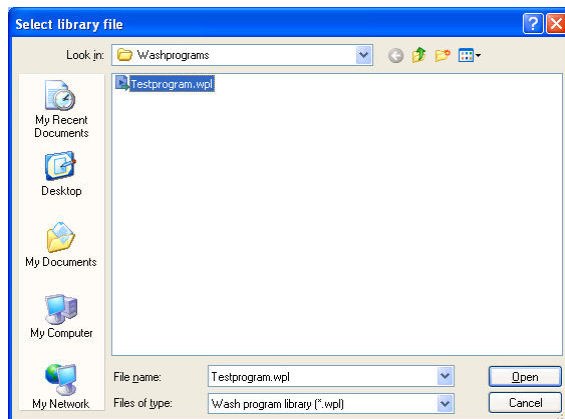 Select library file
Look in: Washprograms
Testprogram.wpl
My Recent
Documents
Desktop
My Documents
My Computer
My Network
File name: Testprogram.wpl Open
Files of type: Wash program library (*.wpl) Cancel